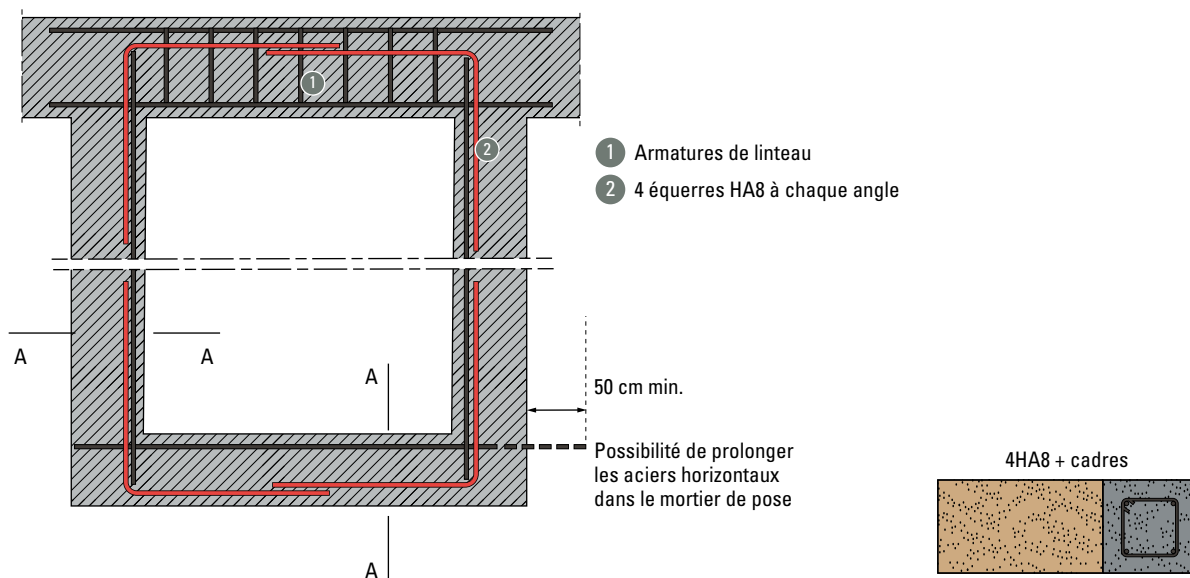 1
2
1 Armatures de linteau
2 4 équerres HA8 à chaque angle
A
A
A
50 cm min.
Possibilité de prolonger
les aciers horizontaux
dans le mortier de pose
A
4HA8 + cadres